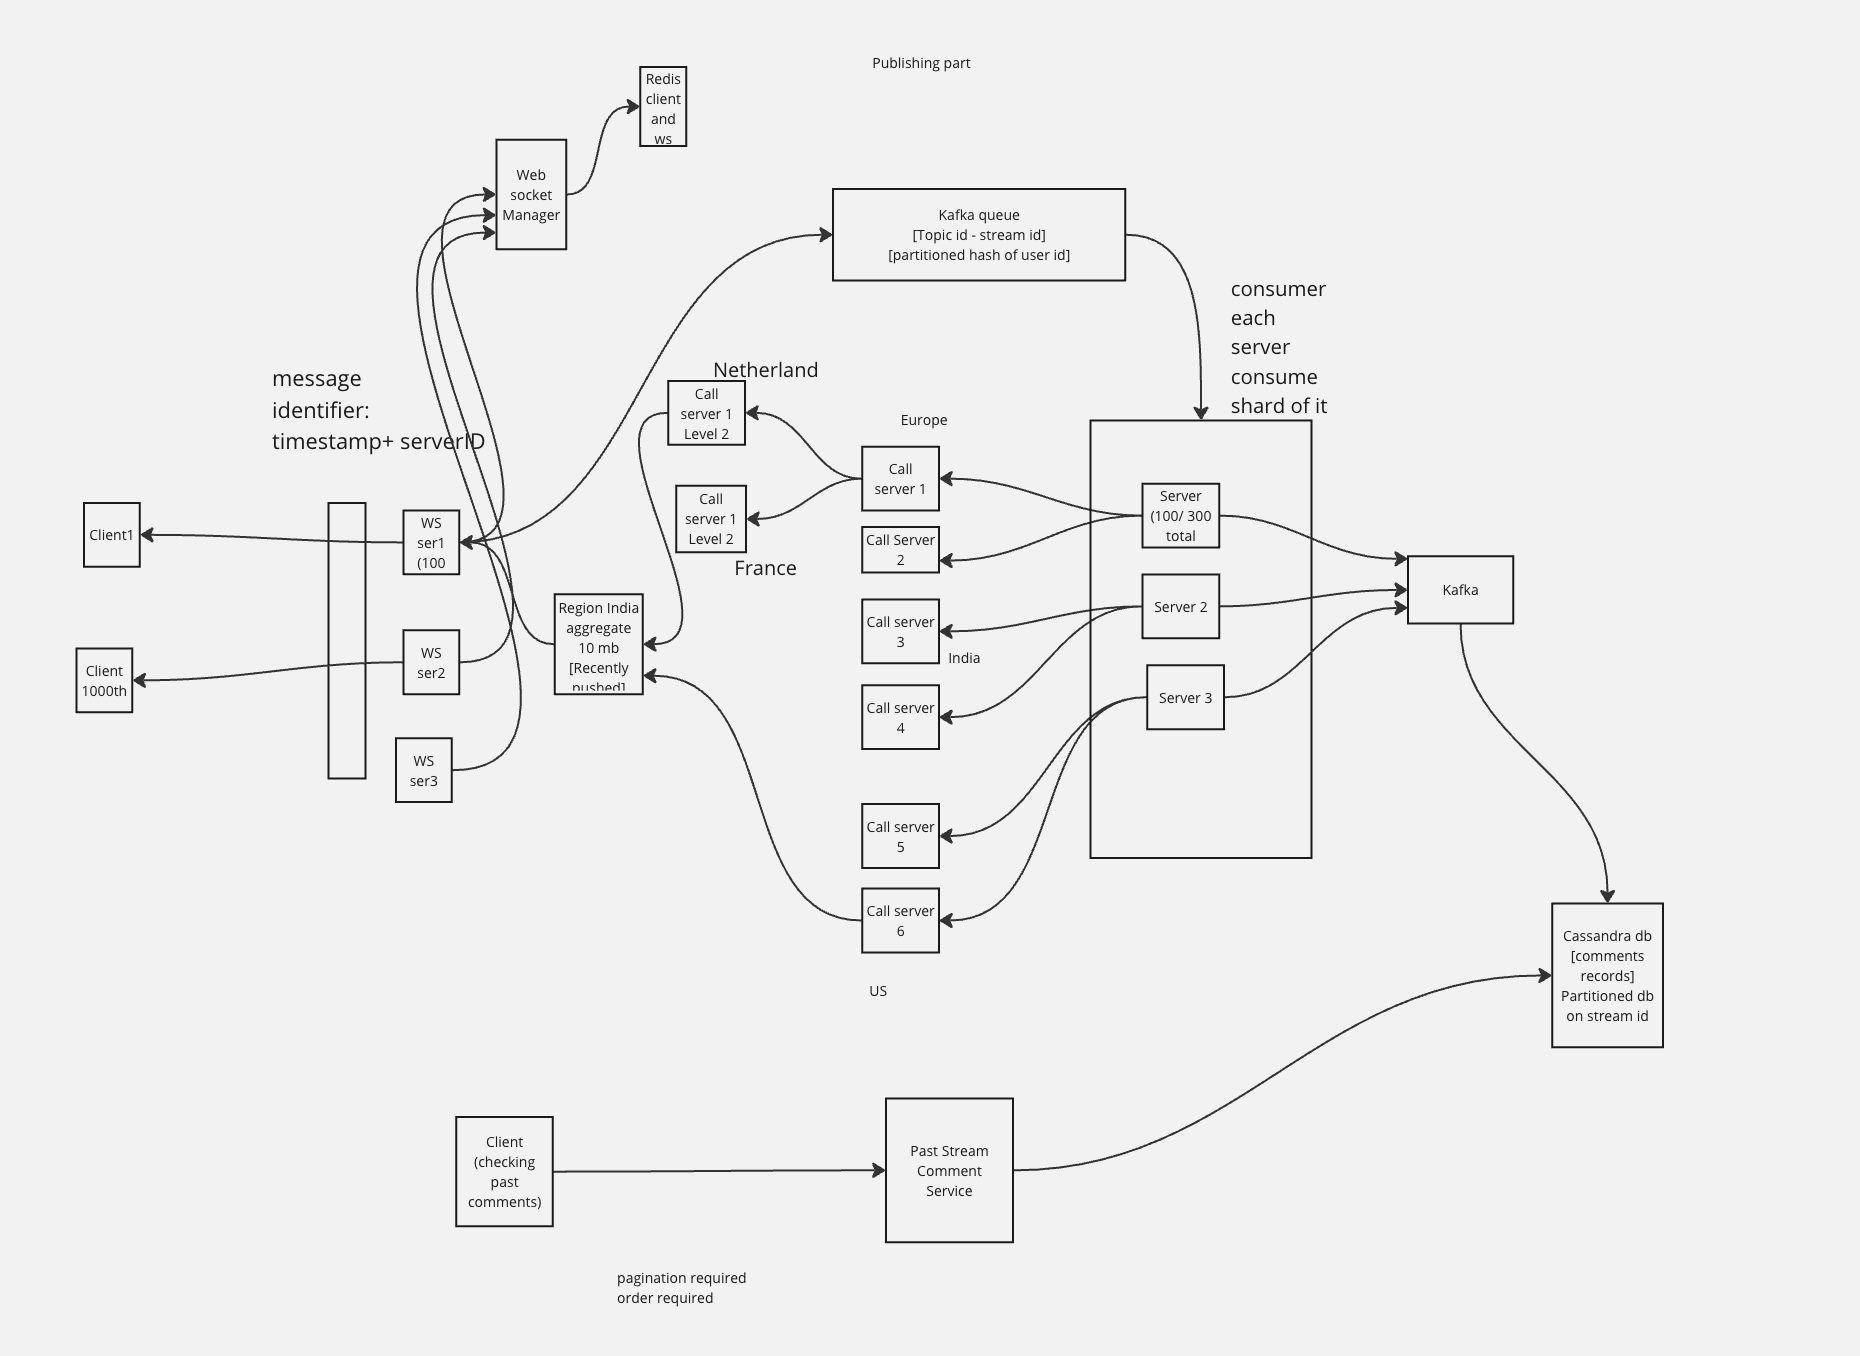 Publishing part
Redis
client
and
ws
Web
socket
Manager
Kafka queue
[Topic id - stream id]
[partitioned hash of user id]
consumer
each
server
consume
shard of it
message
identifier:
timestamp+ serverID
Netherland
Call
server 1
Level 2
Europe
Call
server 1
Call
server 1
Level 2
France
Call Server
2
Server
(100/ 300
total
Client1
WS
ser1
(100
Kafka
Region India
aggregate
10 mb
[Recently
pushed]
Call server
3
India
Server 2
Client
1000th
WS
ser2
Call server
4
Server 3
WS
ser3
Call server
5
Call server
6
US
Cassandra db
[comments
records]
Partitioned db
on stream id
Client
(checking
past
comments)
Past Stream
Comment
Service
pagination required
order required